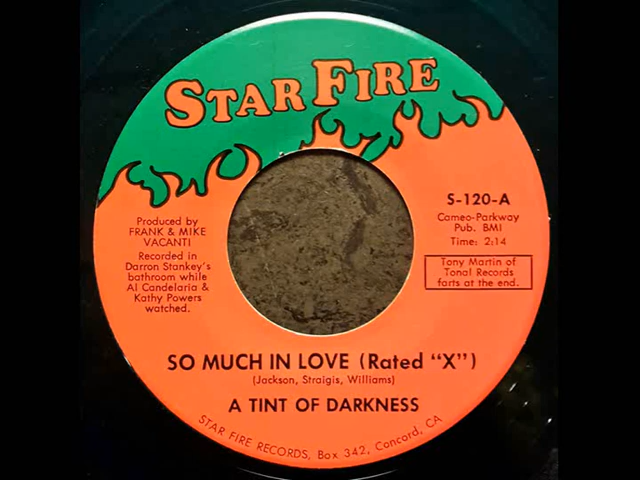 STAR FIRE
Produced by
FRANK & MIKE
VACANTI
Recorded in
Darron Stankey's
bathroom while
Al Candelaria &
Kathy Powers
watched.
S-120-A
Cameo-Parkway
Pub. BMI
Time: 2:14
Tony Martin of
Tonal Records
farts at the end.
SO MUCH IN LOVE (Rated "X")
(Jackson, Straigis, Williams)
A TINT OF DARKNESS
STAR FIRE RECORDS, Box 342, Concord, CA